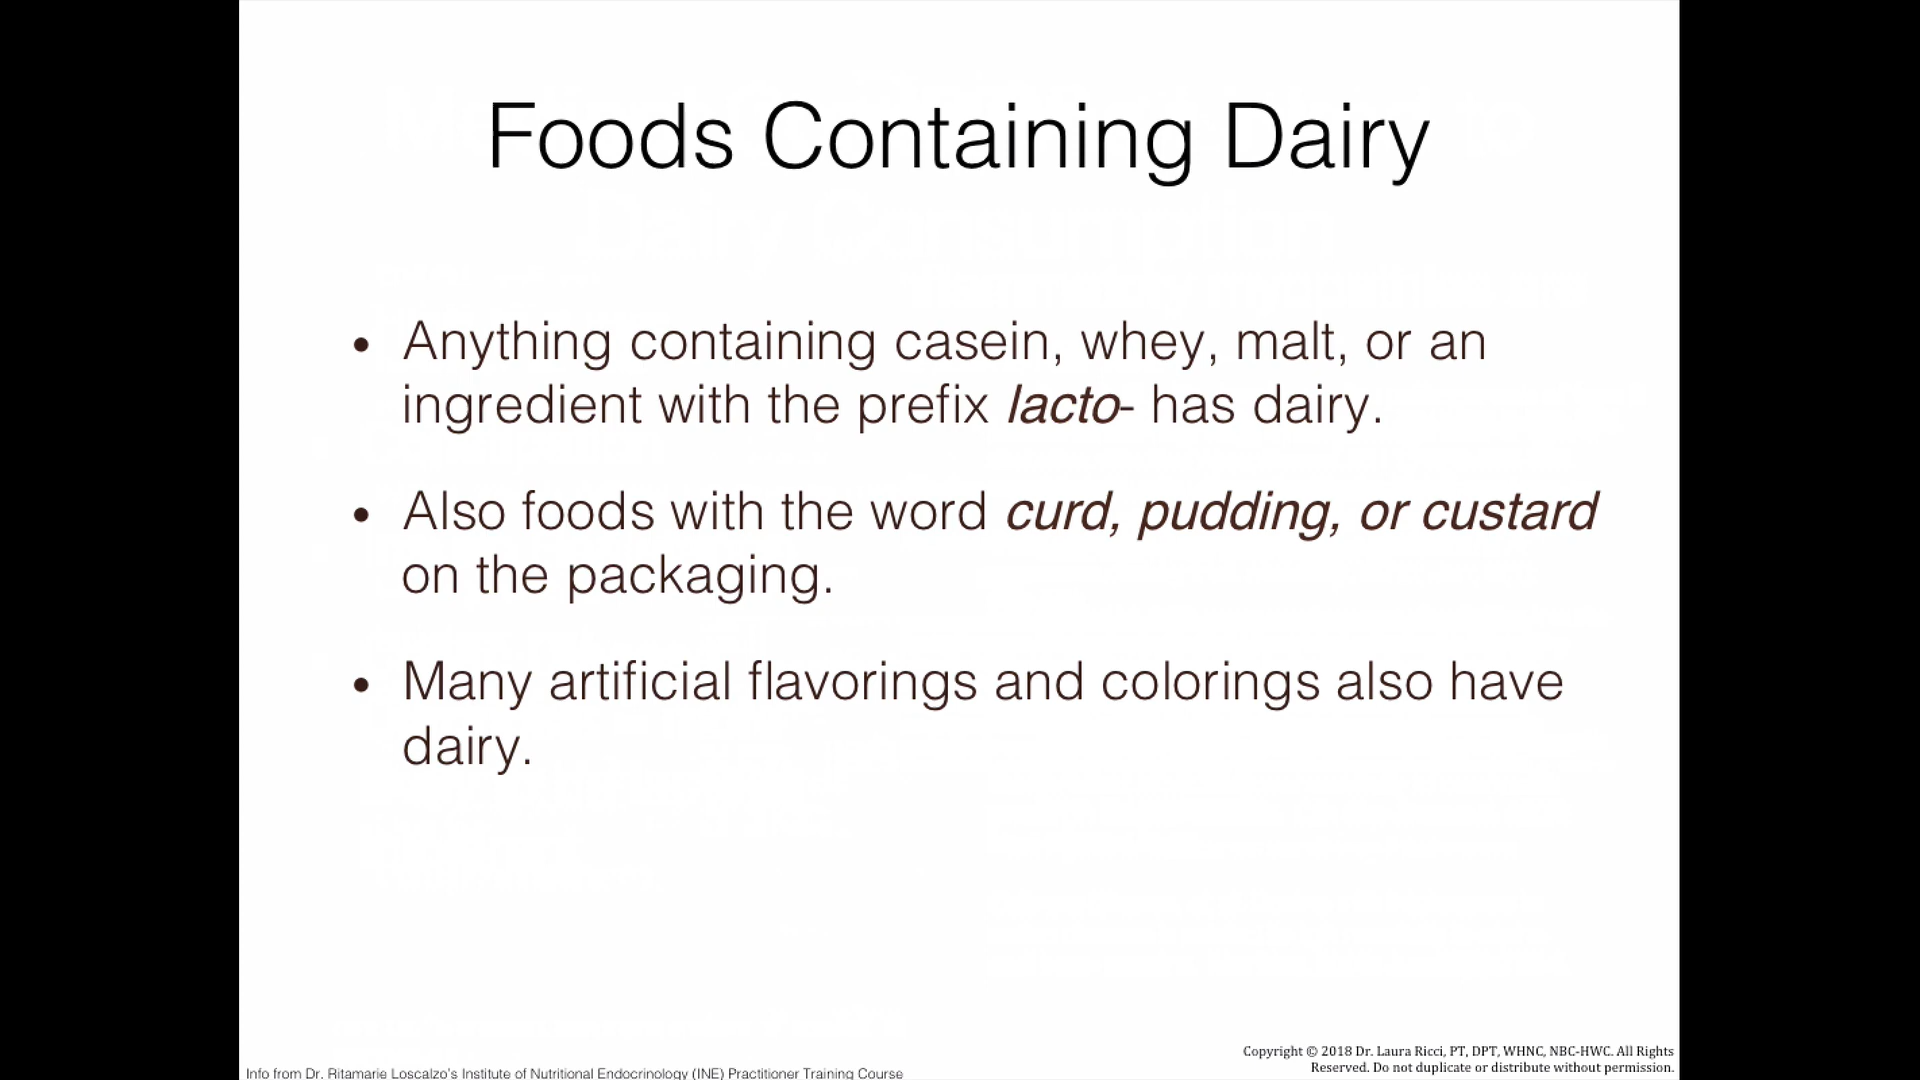 Foods Containing Dairy
• Anything containing casein, whey, malt, or an
ingredient with the prefix lacto- has dairy.
• Also foods with the word curd, pudding, or custard
on the packaging.
• Many artificial flavorings and colorings also have
dairy.
Copyright © 2018 Dr. Laura Ricci, PT, DPT, WHNC, NBC-HWC. All Rights
Reserved. Do not duplicate or distribute without permission.
Info from Dr. Ritamarie Loscalzo's Institute of Nutritional Endocrinology (INE) Practitioner Training Course